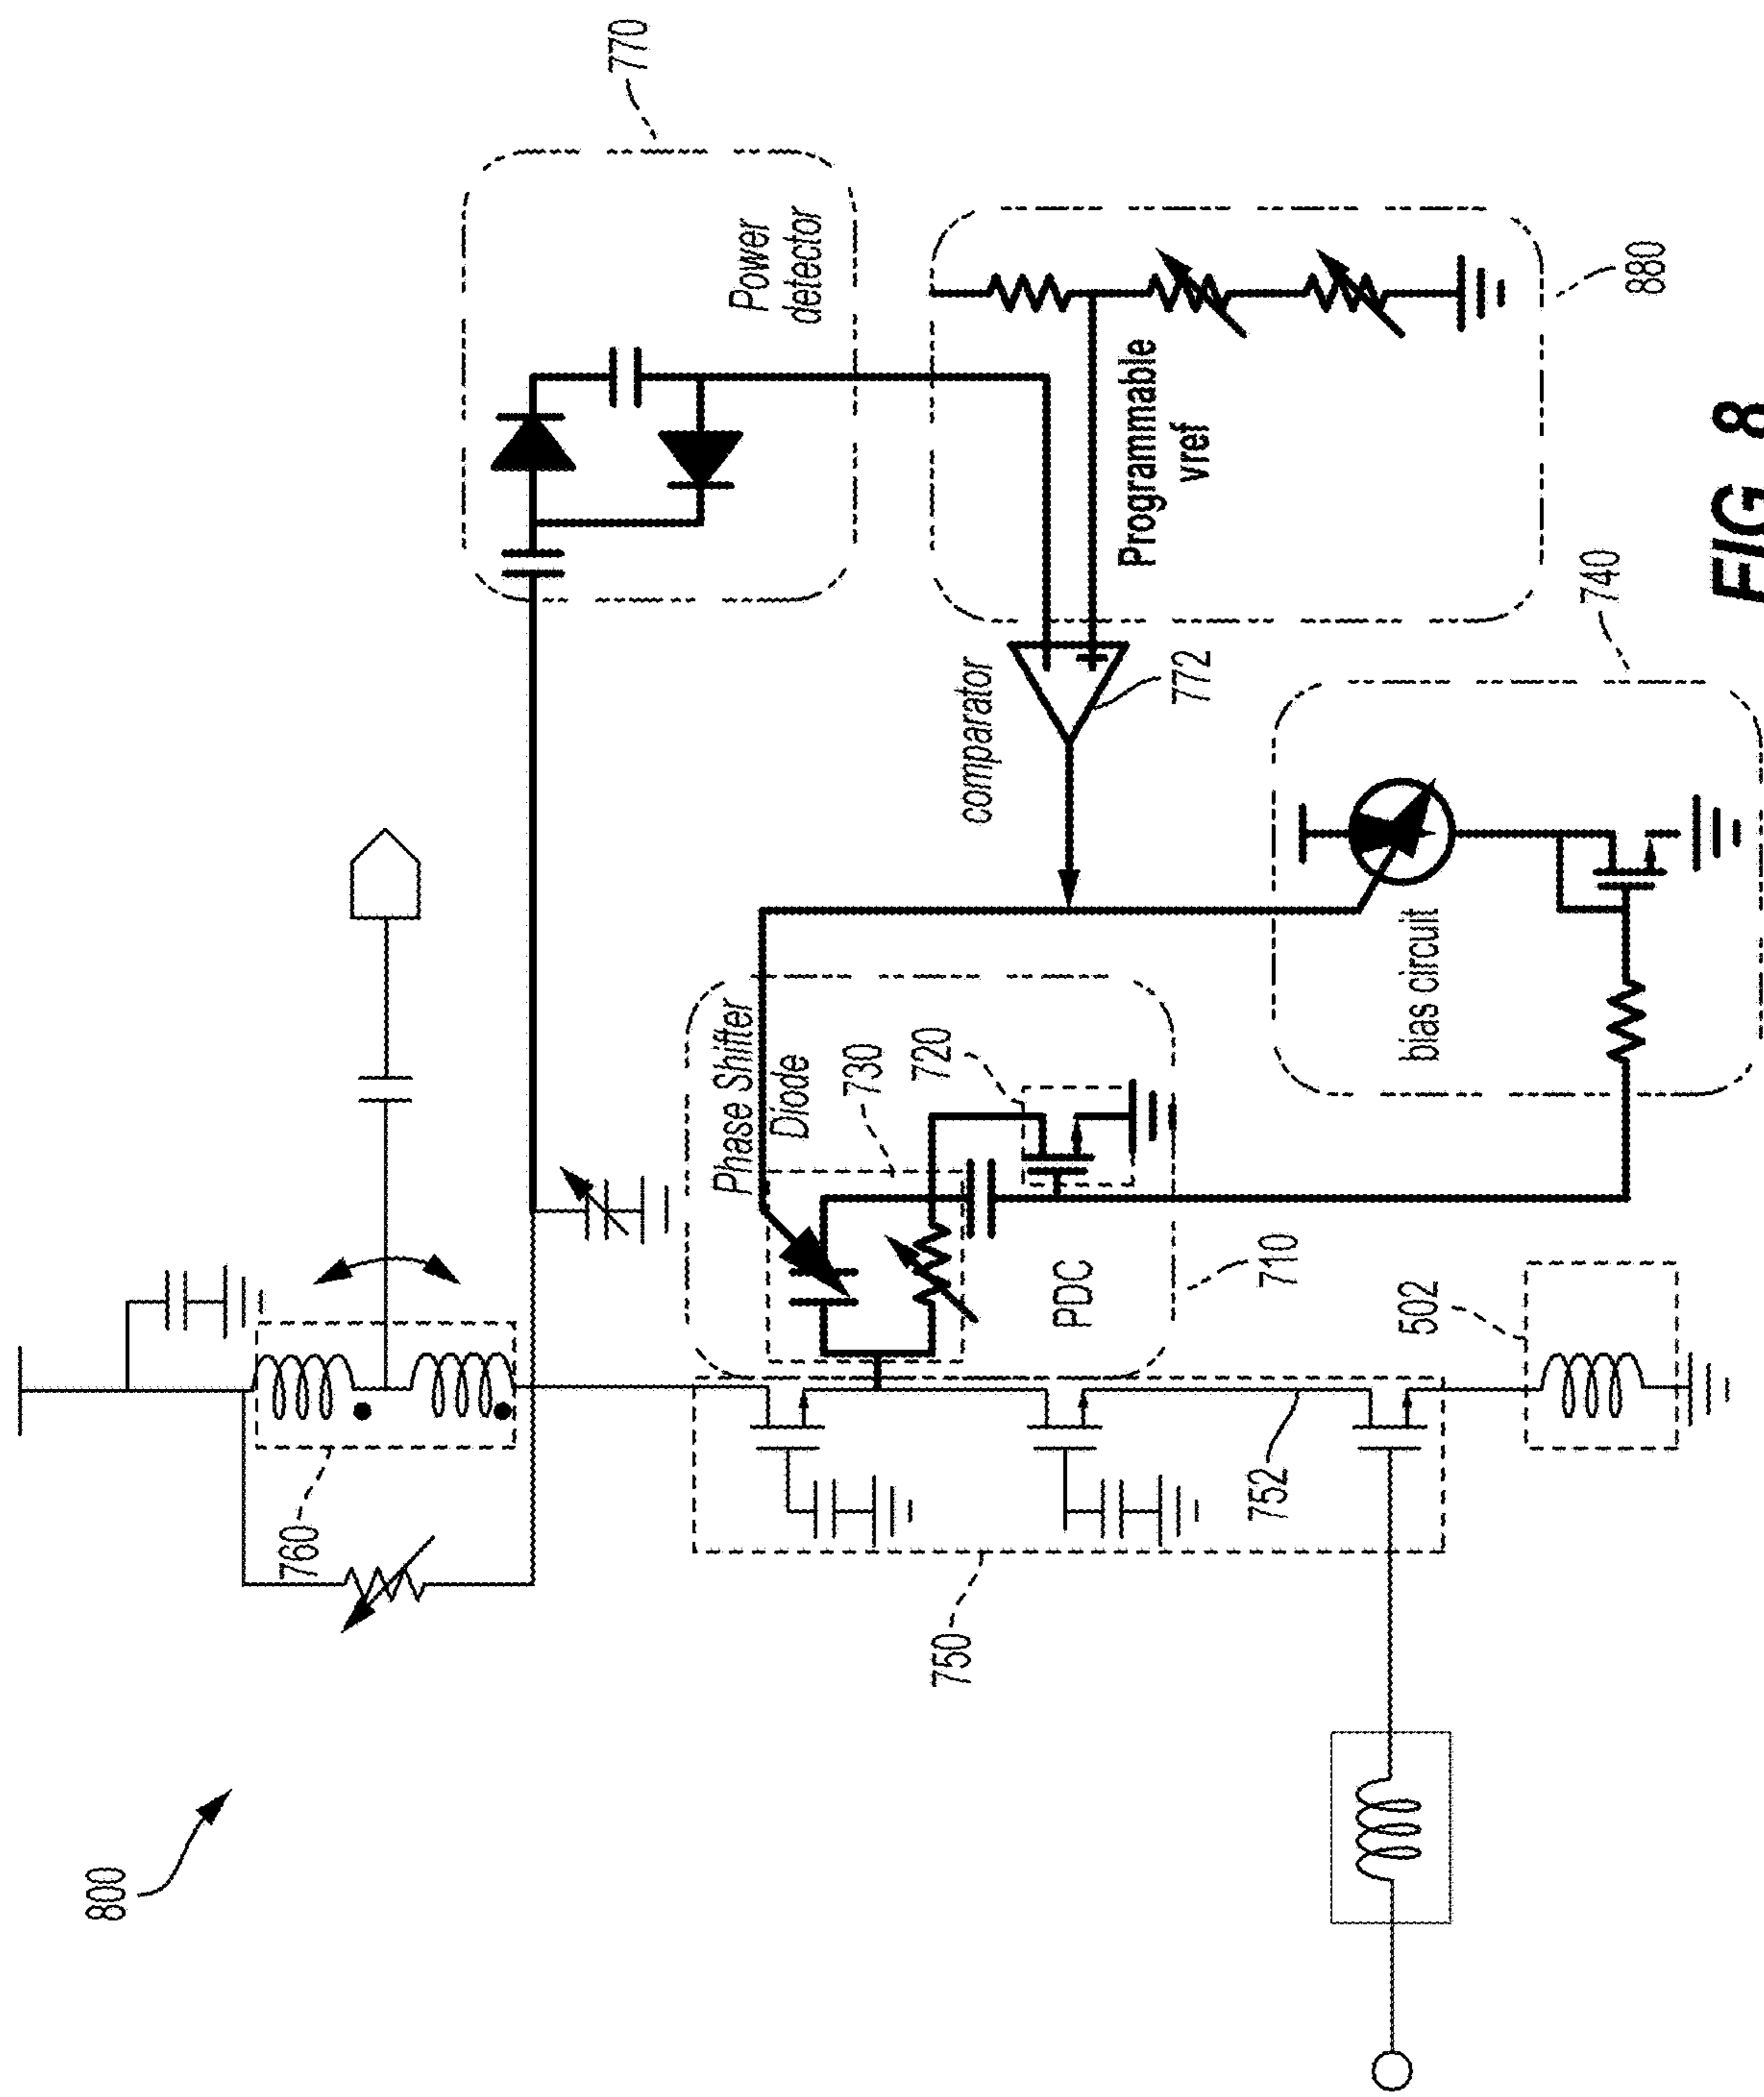 800
760
770
Power
detector
Phase Shifter
Diode
730
720
PDC
710
comparator
772
Programmable
vref
880
750
752
502
bias circuit
740
FIG 8